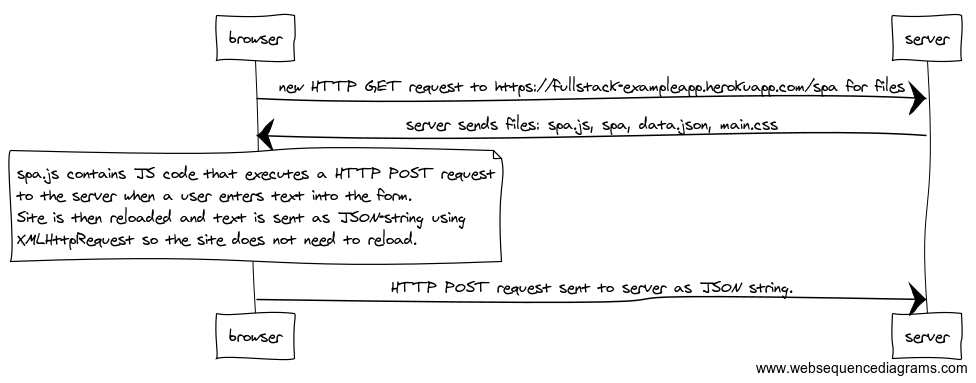 browser
server
new HTTP GET request to https://fullstack-exampleapp.herokuapp.com/spa for files
server sends files: spa.js, spa, data.json, main.css
spa.js contains JS code that executes a HTTP POST request
to the server when a user enters text into the form.
Site is then reloaded and text is sent as JSON-string using
XMLHttpRequest so the site does not need to reload.
HTTP POST request sent to server as JSON string.
browser
server
www.websequencediagrams.com